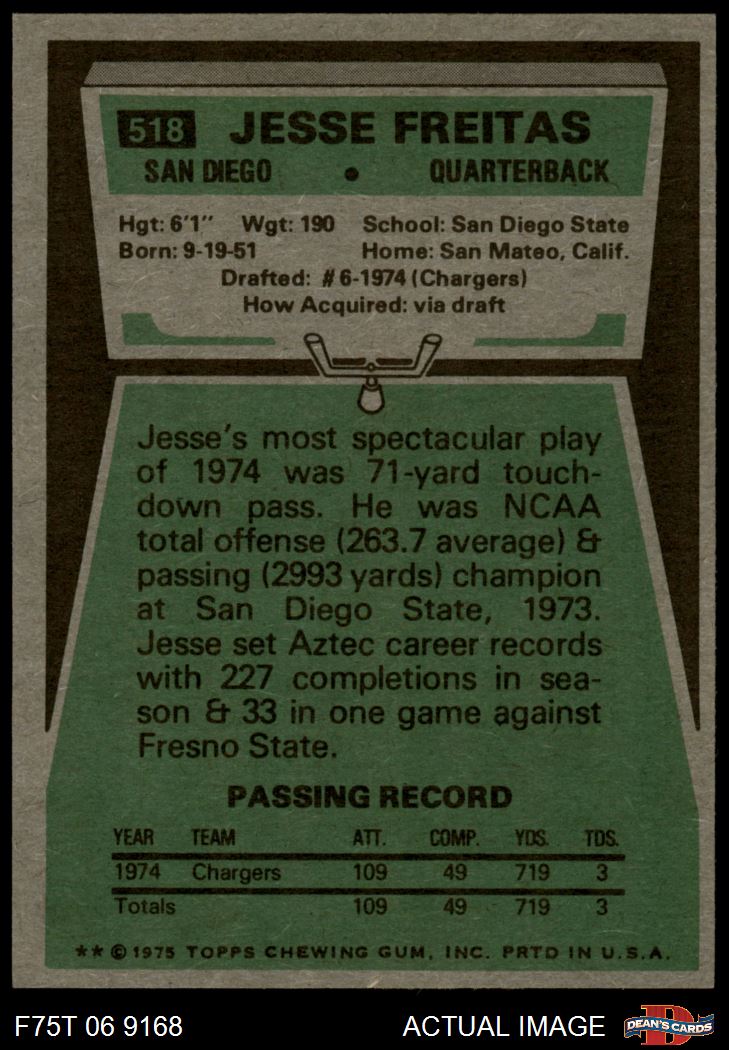 518 JESSE FREITAS
SAN DIEGO • QUARTERBACK
Hgt: 6'1" Wgt: 190 School: San Diego State
Born: 9-19-51 Home: San Mateo, Calif.
Drafted: #6-1974 (Chargers)
How Acquired: via draft
Jesse's most spectacular play
of 1974 was 71-yard touch-
down pass. He was NCAA
total offense (263.7 average) &
passing (2993 yards) champion
at San Diego State, 1973.
Jesse set Aztec career records
with 227 completions in sea-
son & 33 in one game against
Fresno State.
PASSING RECORD
YEAR TEAM ATT. COMP. YDS. TDS.
1974 Chargers 109 49 719 3
Totals 109 49 719 3
** © 1975 TOPPS CHEWING GUM, INC. PRTD IN U.S.A.
F75T 06 9168 ACTUAL IMAGE D DEAN'S CARDS